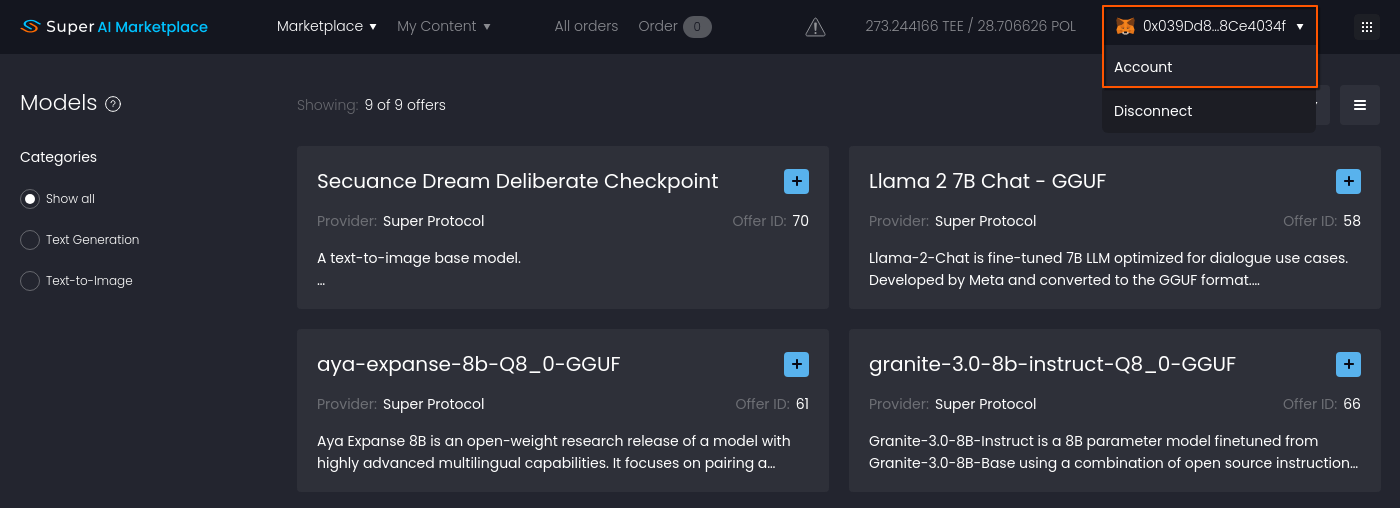 Super AI Marketplace
Marketplace
My Content
All orders
Order 0
273.244166 TEE / 28.706626 POL
0x039Dd8...8Ce4034f
Account
Disconnect
Models ?
Showing: 9 of 9 offers
Categories
Show all
Text Generation
Text-to-Image
Secuance Dream Deliberate Checkpoint
Provider: Super Protocol
Offer ID: 70
A text-to-image base model.
...
Llama 2 7B Chat - GGUF
Provider: Super Protocol
Offer ID: 58
Llama-2-Chat is fine-tuned 7B LLM optimized for dialogue use cases.
Developed by Meta and converted to the GGUF format....
aya-expanse-8b-Q8_0-GGUF
Provider: Super Protocol
Offer ID: 61
Aya Expanse 8B is an open-weight research release of a model with
highly advanced multilingual capabilities. It focuses on pairing a...
granite-3.0-8b-instruct-Q8_0-GGUF
Provider: Super Protocol
Offer ID: 66
Granite-3.0-8B-Instruct is a 8B parameter model finetuned from
Granite-3.0-8B-Base using a combination of open source instruction...